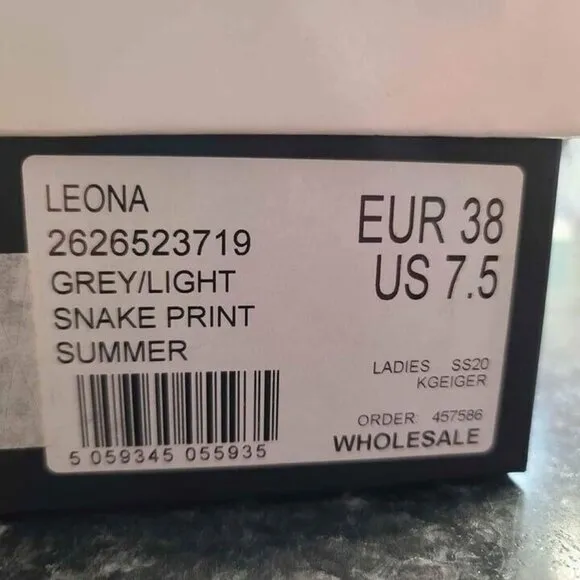 LEONA
2626523719
GREY/LIGHT
SNAKE PRINT
SUMMER
5 059345 055935
EUR 38
US 7.5
LADIES SS20
KGEIGER
ORDER: 457586
WHOLESALE